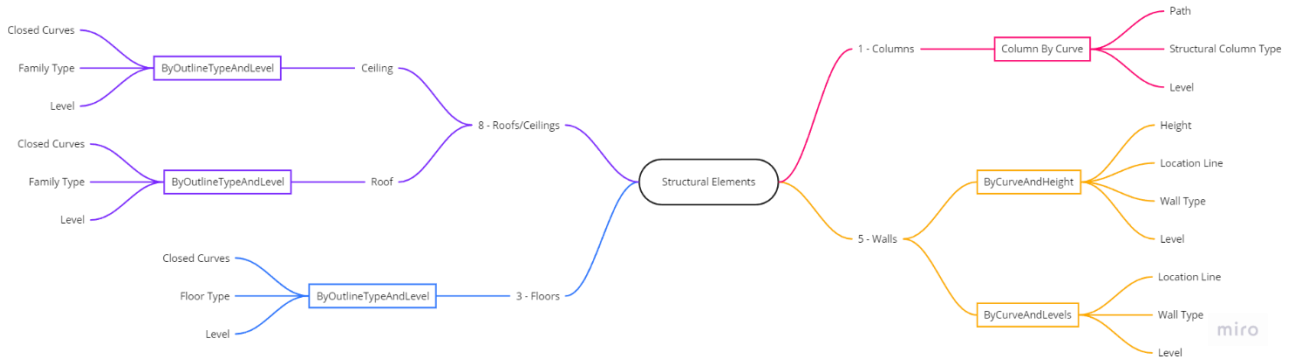 Closed Curves
Family Type
Level
ByOutlineTypeAndLevel
Ceiling
Closed Curves
Family Type
Level
ByOutlineTypeAndLevel
Roof
8 - Roofs/Ceilings
Closed Curves
Floor Type
Level
ByOutlineTypeAndLevel
3 - Floors
Structural Elements
1 - Columns
Column By Curve
Path
Structural Column Type
Level
5 - Walls
ByCurveAndHeight
Height
Location Line
Wall Type
Level
ByCurveAndLevels
Location Line
Wall Type
Level
miro